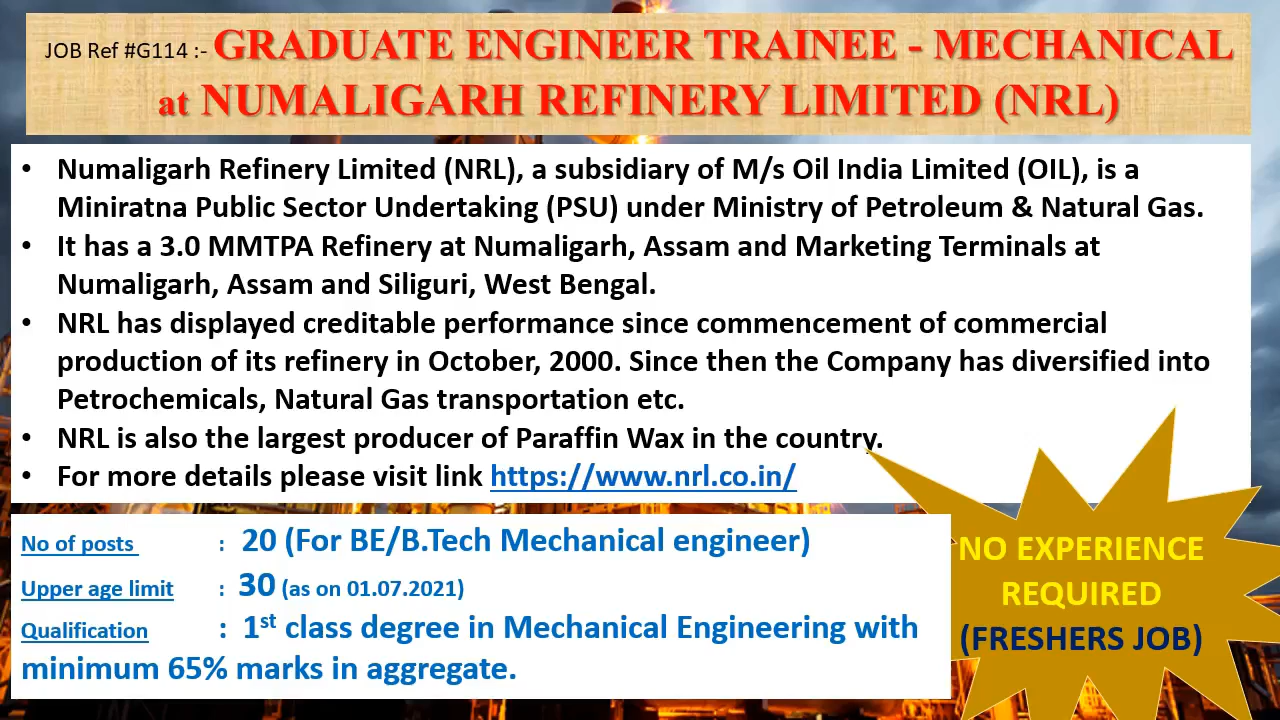 JOB Ref #G114 :- GRADUATE ENGINEER TRAINEE - MECHANICAL
at NUMALIGARH REFINERY LIMITED (NRL)
• Numaligarh Refinery Limited (NRL), a subsidiary of M/s Oil India Limited (OIL), is a
Miniratna Public Sector Undertaking (PSU) under Ministry of Petroleum & Natural Gas.
• It has a 3.0 MMTPA Refinery at Numaligarh, Assam and Marketing Terminals at
Numaligarh, Assam and Siliguri, West Bengal.
• NRL has displayed creditable performance since commencement of commercial
production of its refinery in October, 2000. Since then the Company has diversified into
Petrochemicals, Natural Gas transportation etc.
• NRL is also the largest producer of Paraffin Wax in the country.
• For more details please visit link https://www.nrl.co.in/
No of posts : 20 (For BE/B.Tech Mechanical engineer)
Upper age limit : 30 (as on 01.07.2021)
Qualification : 1st class degree in Mechanical Engineering with
minimum 65% marks in aggregate.
NO EXPERIENCE
REQUIRED
(FRESHERS JOB)